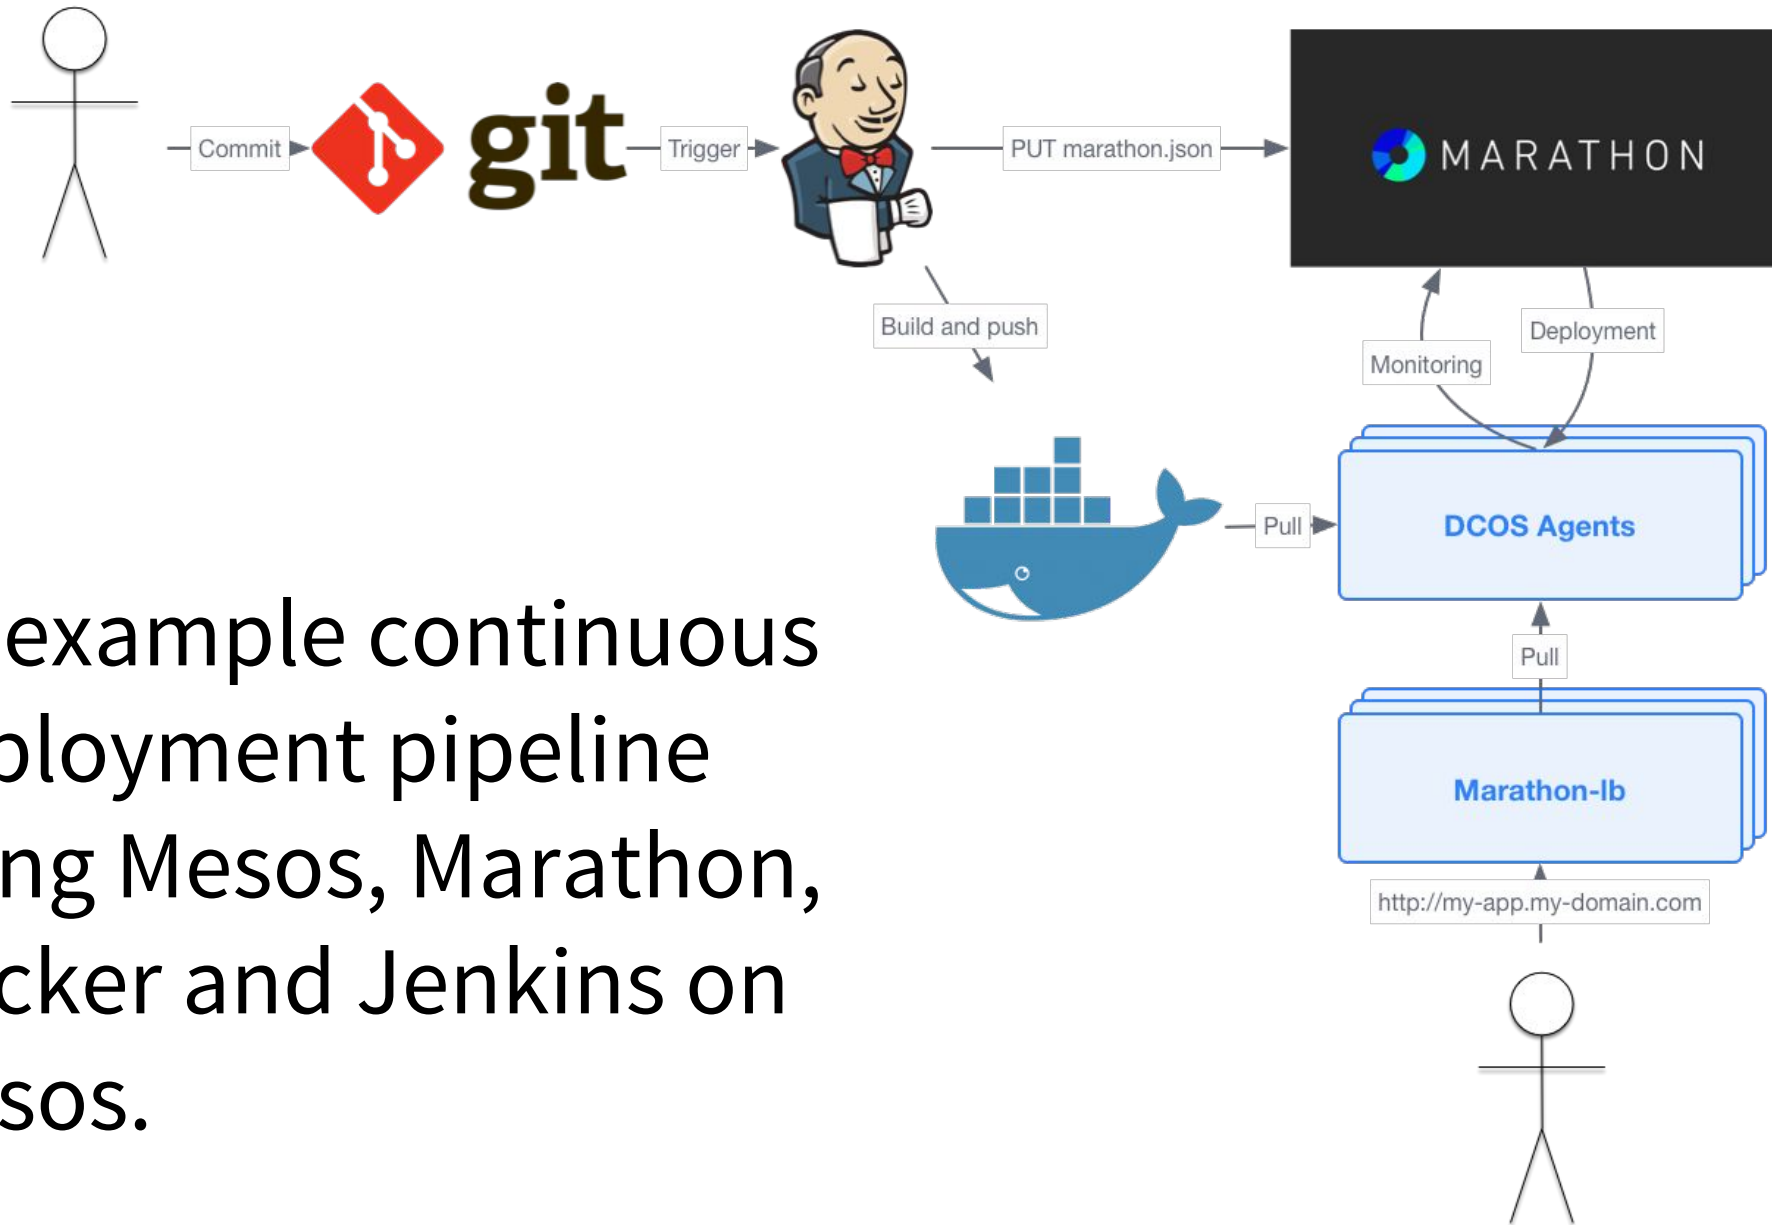 Commit
git
Trigger
PUT marathon.json
MARATHON
Build and push
Monitoring
Deployment
Pull
DCOS Agents
Pull
Marathon-lb
http://my-app.my-domain.com
example continuous
ployment pipeline
ng Mesos, Marathon,
cker and Jenkins on
sos.